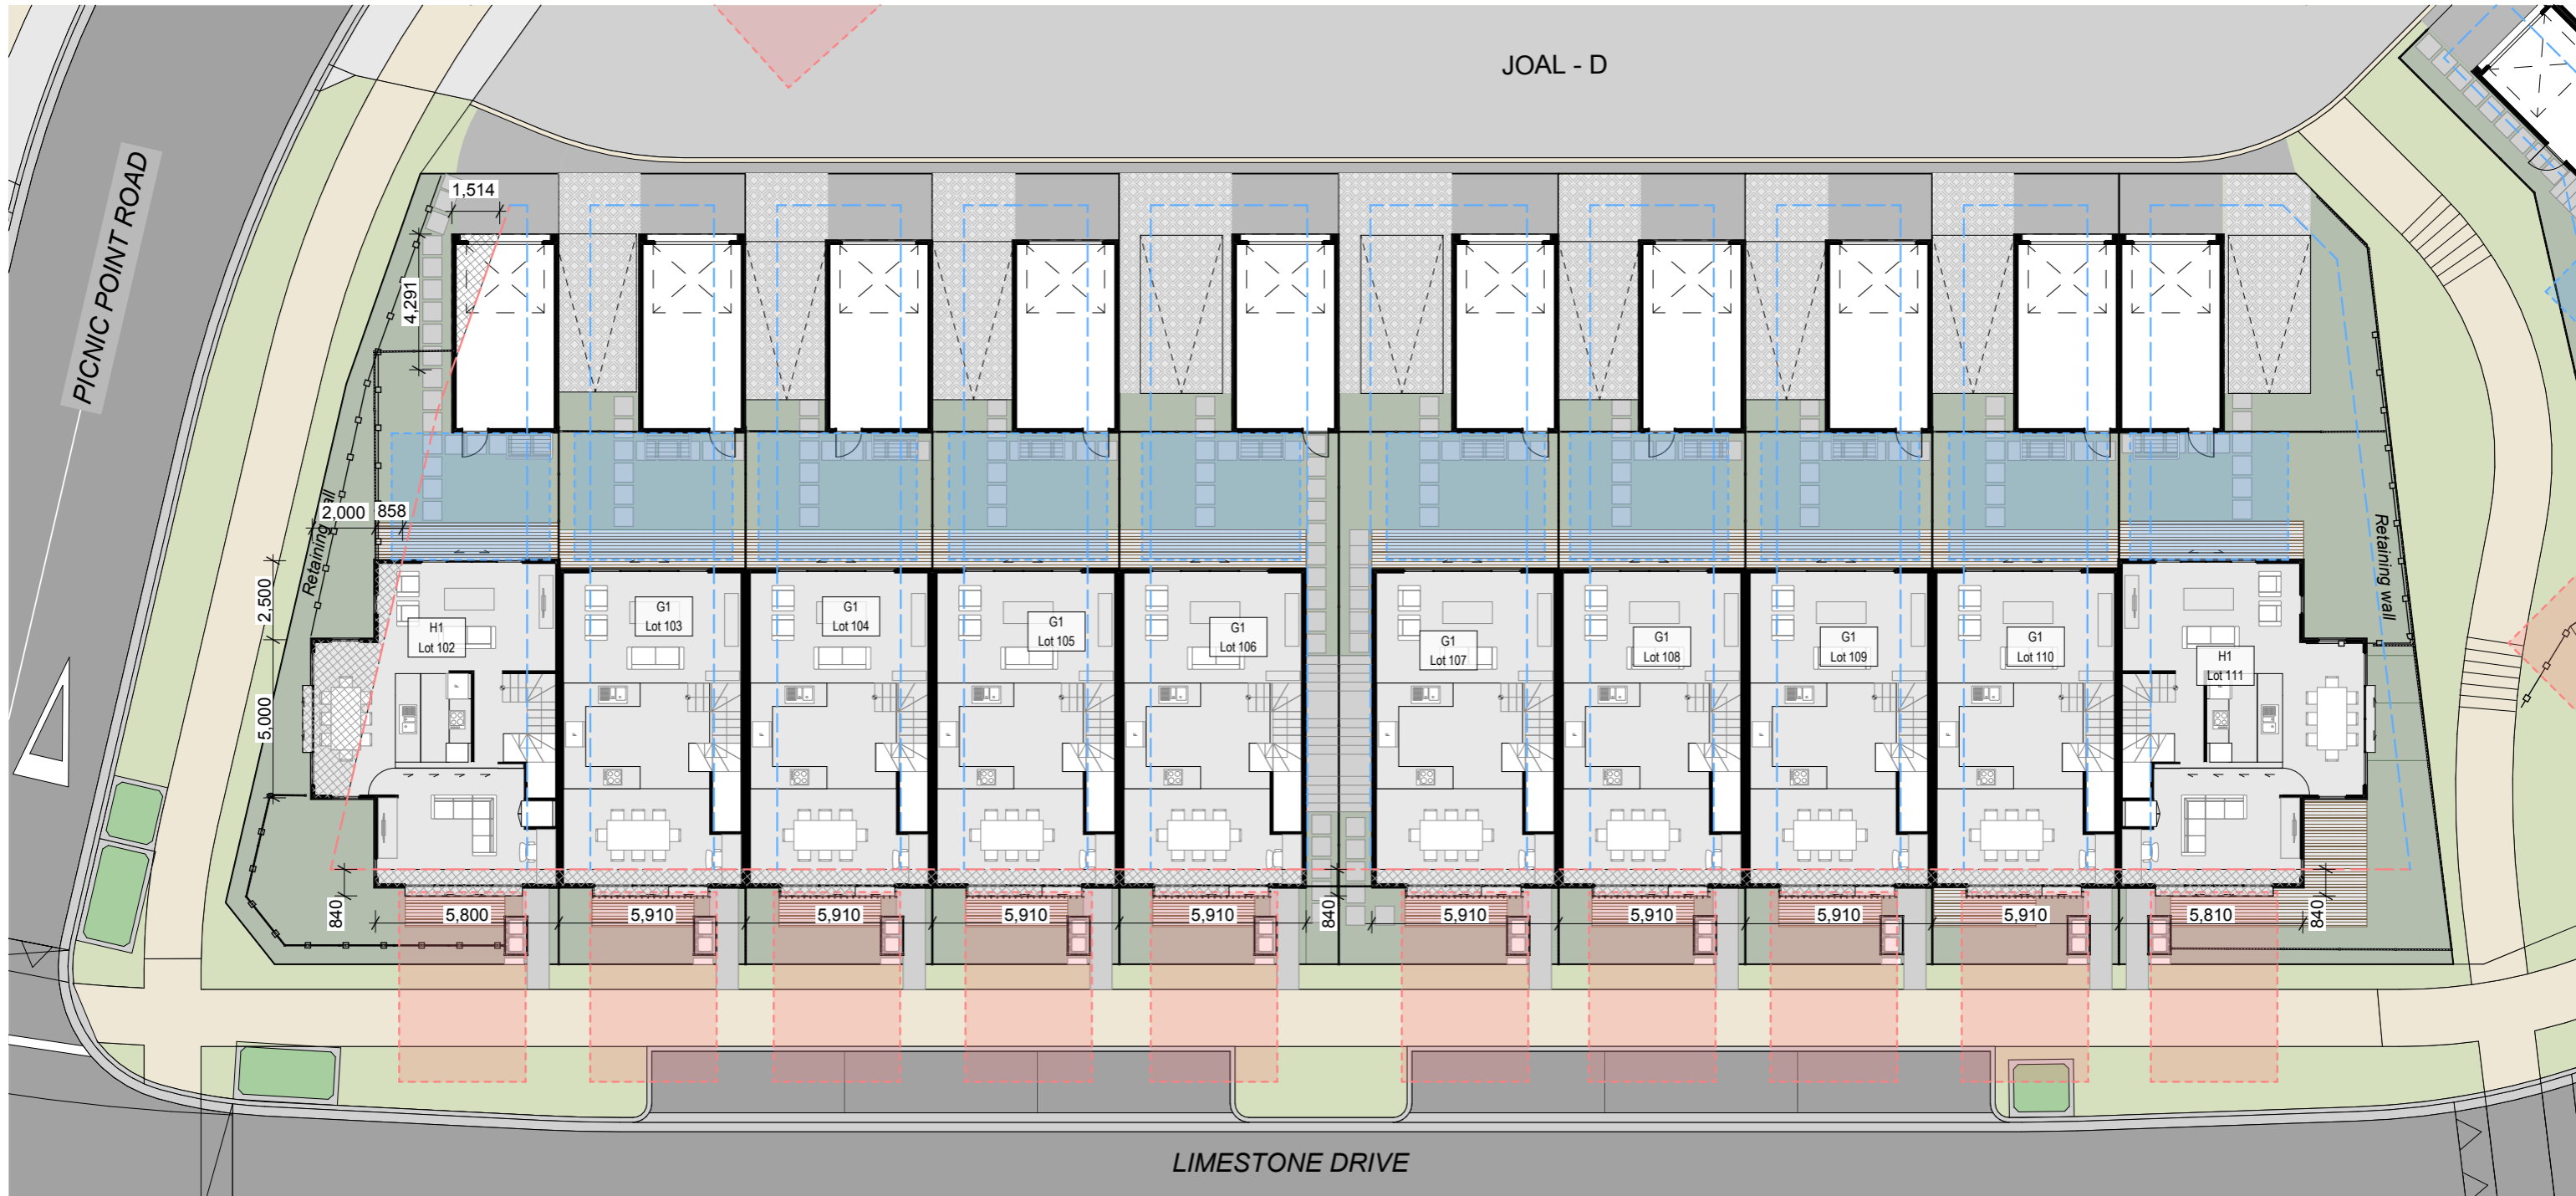 JOAL - D
PICNIC POINT ROAD
1,514
4,291
Retaining wall
2,000
858
2,500
5,000
H1
Lot 102
G1
Lot 103
G1
Lot 104
G1
Lot 105
G1
Lot 106
G1
Lot 107
G1
Lot 108
G1
Lot 109
G1
Lot 110
H1
Lot 111
Retaining wall
840
5,800
5,910
5,910
5,910
5,910
840
5,910
5,910
5,910
5,910
5,810
840
LIMESTONE DRIVE